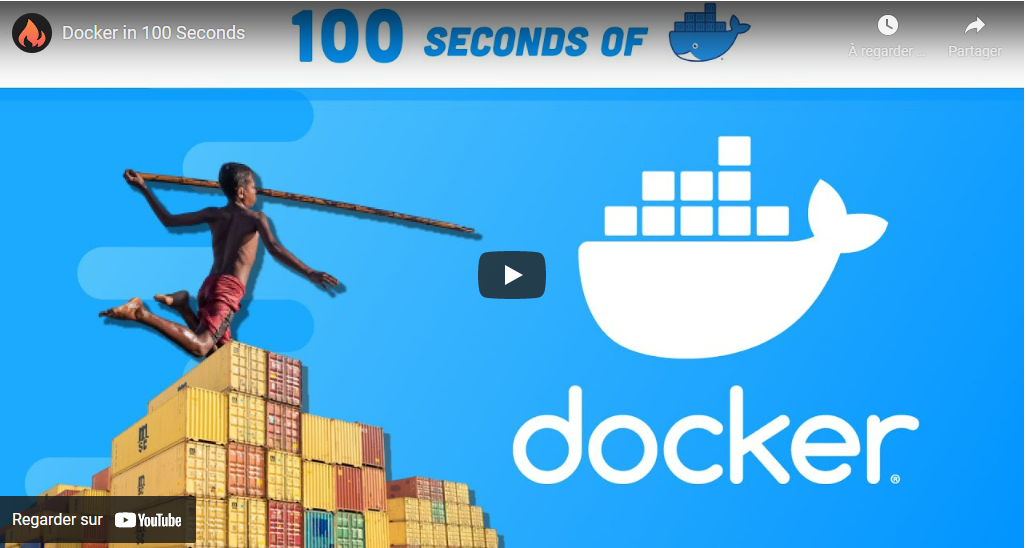 Docker in 100 Seconds
100 SECONDS OF
À regarder ...
Partager
docker
®
Regarder sur YouTube